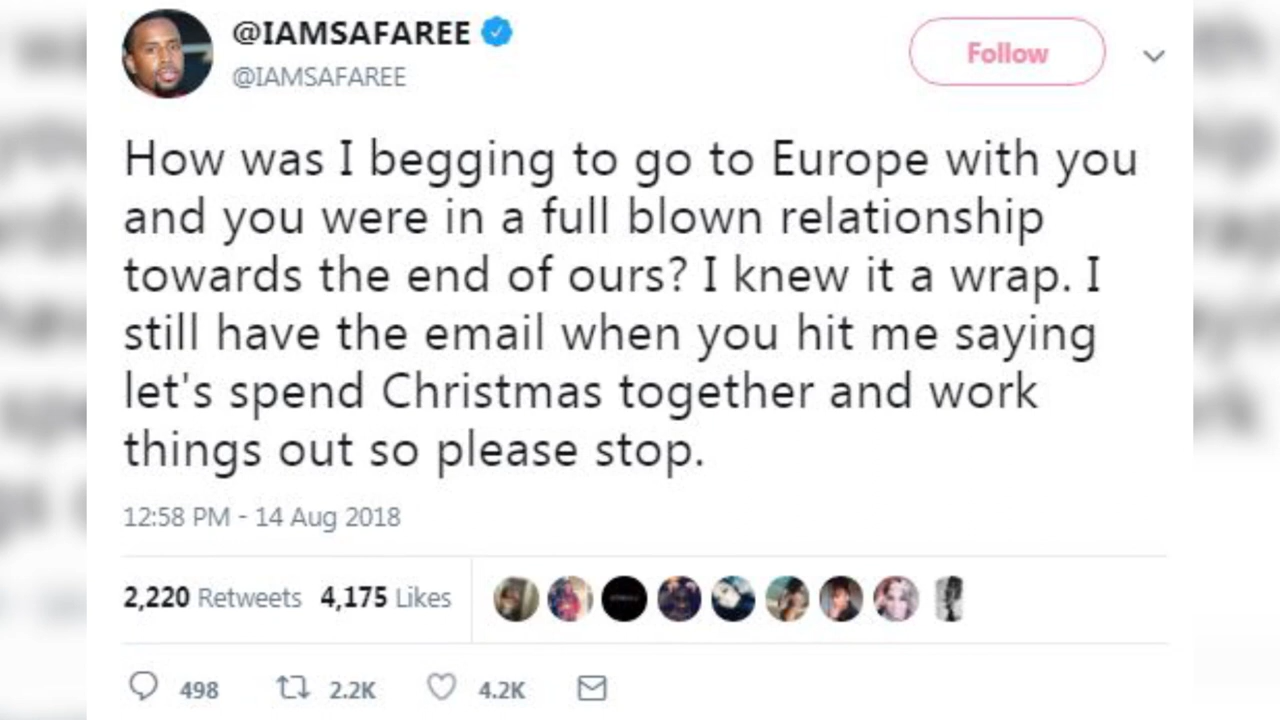 @IAMSAFAREE
Follow
@IAMSAFAREE
How was I begging to go to Europe with you
and you were in a full blown relationship
towards the end of ours? I knew it a wrap. I
still have the email when you hit me saying
let's spend Christmas together and work
things out so please stop.
12:58 PM - 14 Aug 2018
2,220 Retweets 4,175 Likes
498 2.2K 4.2K